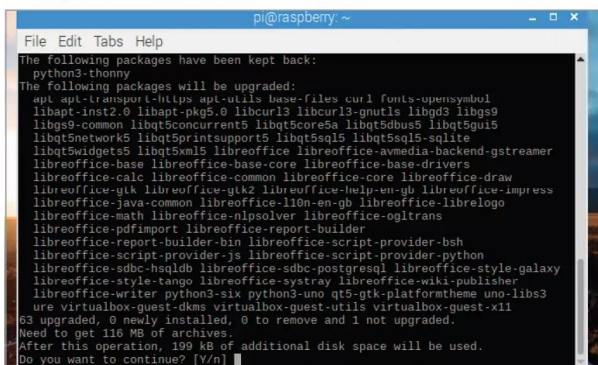 pi@raspberry: ~
File Edit Tabs Help
The following packages have been kept back:
python3-thonny
The following packages will be upgraded:
apt apt-transport-https apt-utils base-files curl fonts-opensymbol
libapt-inst2.0 libapt-pkg5.0 libcurl3 libcurl3-gnutls libgd3 libgs9
libgs9-common libqt5concurrent5 libqt5core5a libqt5dbus5 libqt5gui5
libqt5network5 libqt5printsupport5 libqt5sql5 libqt5sql5-sqlite
libqt5widgets5 libqt5xml5 libreoffice libreoffice-avmedia-backend-gstreamer
libreoffice-base libreoffice-base-core libreoffice-base-drivers
libreoffice-calc libreoffice-common libreoffice-core libreoffice-draw
libreoffice-gtk libreoffice-gtk2 libreoffice-help-en-gb libreoffice-impress
libreoffice-java-common libreoffice-l10n-en-gb libreoffice-librelogo
libreoffice-math libreoffice-nlpsolver libreoffice-ogltrans
libreoffice-pdfimport libreoffice-report-builder
libreoffice-report-builder-bin libreoffice-script-provider-bsh
libreoffice-script-provider-js libreoffice-script-provider-python
libreoffice-sdbc-hsqldb libreoffice-sdbc-postgresql libreoffice-style-galaxy
libreoffice-style-tango libreoffice-systray libreoffice-wiki-publisher
libreoffice-writer python3-six python3-uno qt5-gtk-platformtheme uno-libs3
ure virtualbox-guest-dkms virtualbox-guest-utils virtualbox-guest-x11
63 upgraded, 0 newly installed, 0 to remove and 1 not upgraded.
Need to get 116 MB of archives.
After this operation, 199 kB of additional disk space will be used.
Do you want to continue? [Y/n]